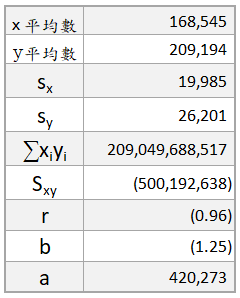 x 平均數 168,545
y平均數 209,194
sx 19,985
sy 26,201
∑xiyi 209,049,688,517
Sxy (500,192,638)
r (0.96)
b (1.25)
a 420,273